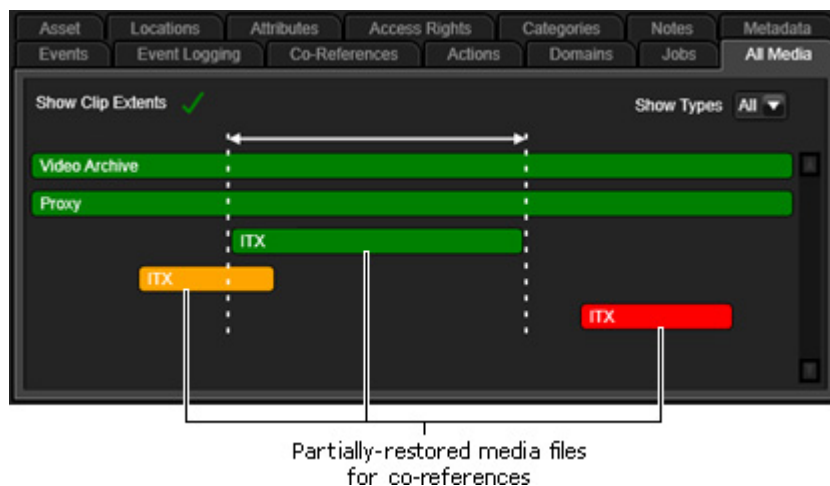 Asset Locations Attributes Access Rights Categories Notes Metadata
Events Event Logging Co-References Actions Domains Jobs All Media
Show Clip Extents Show Types All
Video Archive
Proxy
ITX
ITX
ITX
Partially-restored media files
for co-references